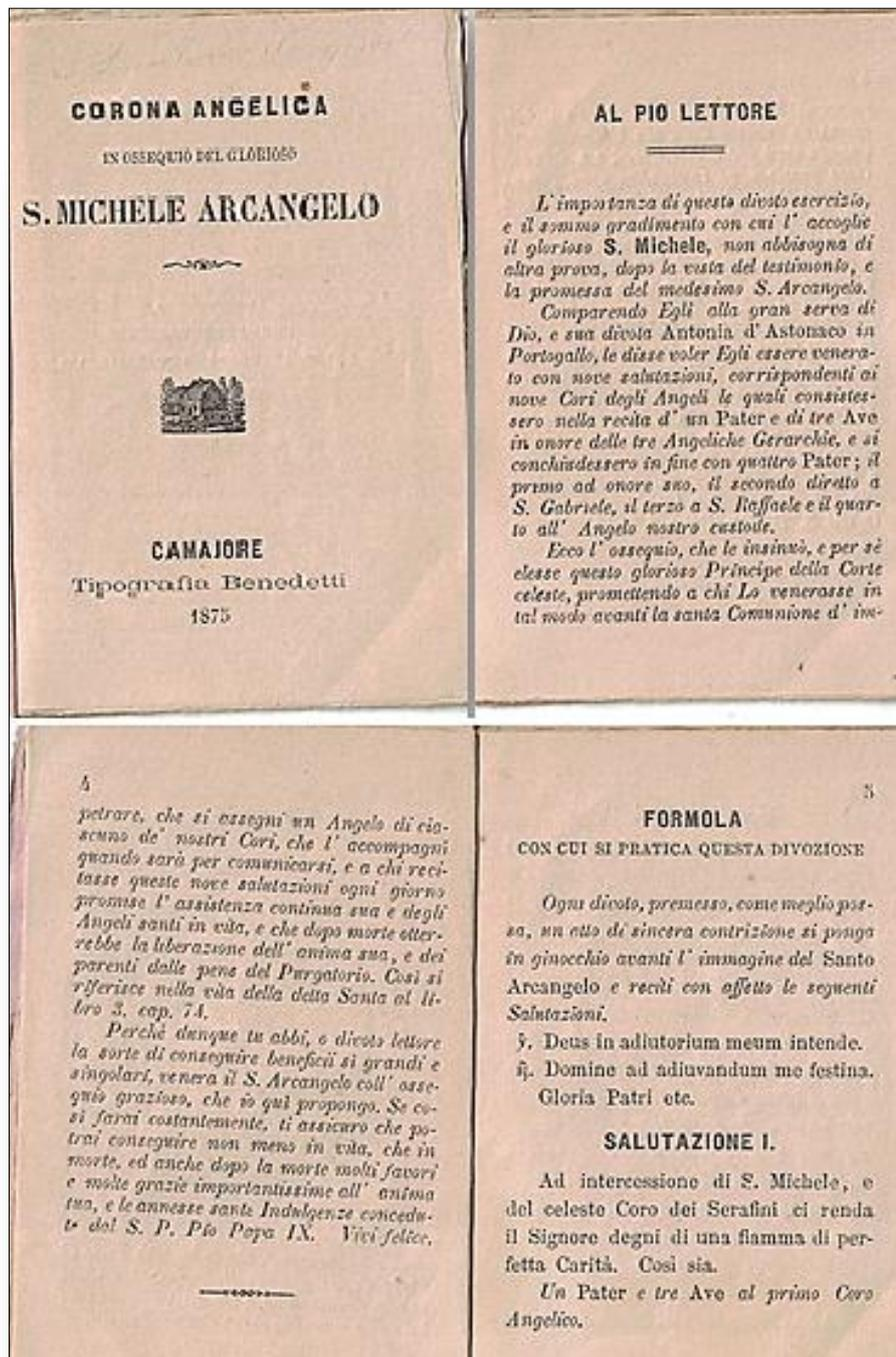 CORONA ANGELICA
IN OSSEQUIO DEL GLORIOSO
S. MICHELE ARCANGELO
CAMAJORE
Tipografia Benedetti
1875
AL PIO LETTORE
L' importanza di questo divoto esercizio,
e il sommo gradimento con cui l' accoglie
il glorioso S. Michele, non abbisogna di
altra prova, dopo la vista del testimonio, e
la promessa del medesimo S. Arcangelo.
Comparendo Egli alla gran serva di
Dio, e sua divota Antonia d' Astonaco in
Portogallo, le disse voler Egli essere venera-
to con nove salutazioni, corrispondenti ai
nove Cori degli Angeli le quali consistes-
sero nella recita d' un Pater e di tre Ave
in onore delle tre Angeliche Gerarchie, e si
conchiudessero in fine con quattro Pater; il
primo ad onore suo, il secondo diretto a
S. Gabriele, il terzo a S. Raffaele e il quar-
to all' Angelo nostro custode.
Ecco l' ossequio, che le insinuò, e per sè
elesse questo glorioso Principe della Corte
celeste, promettendo a chi Lo venerasse in
tal modo avanti la santa Comunione d' im-
4
petrare, che si assegni un Angelo di cia-
scuno de' nostri Cori, che l' accompagni
quando sarà per comunicarsi, e a chi reci-
tasse queste nove salutazioni ogni giorno
promise l' assistenza continua sua e degli
Angeli santi in vita, e che dopo morte otter-
rebbe la liberazione dell' anima sua, e dei
parenti dalle pene del Purgatorio. Così si
riferisce nella vita della detta Santa al li-
bro 3. cap. 74.
Perchè dunque tu abbi, o divoto lettore
la sorte di conseguire beneficii si grandi e
singolari, venera il S. Arcangelo coll' osse-
quio grazioso, che io quì propongo. Se co-
si farai costantemente, ti assicuro che po-
trai conseguire non meno in vita, che in
morte, ed anche dopo la morte molti favori
e molte grazie importantissime all' anima
tua, e le annesse sante Indulgenze concedu-
te dal S. P. Pio Papa IX. Vivi felice.
5
FORMOLA
CON CUI SI PRATICA QUESTA DIVOZIONE
Ogni divoto, premesso, come meglio pos-
sa, un atto di sincera contrizione si ponga
in ginocchio avanti l' immagine del Santo
Arcangelo e reciti con affetto le seguenti
Salutazioni.
℣. Deus in adiutorium meum intende.
℟. Domine ad adiuvandum me festina.
Gloria Patri etc.
SALUTAZIONE I.
Ad intercessione di S. Michele, e
del celeste Coro dei Serafini ci renda
il Signore degni di una fiamma di per-
fetta Carità. Così sia.
Un Pater e tre Ave al primo Coro
Angelico.